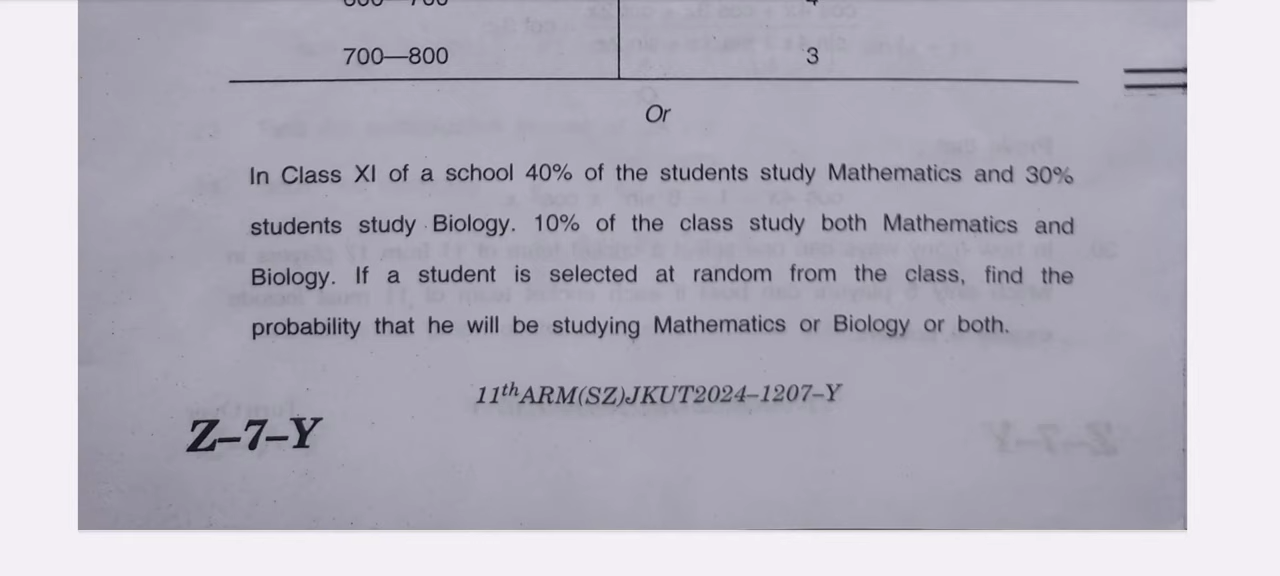 700—800 3
Or
In Class XI of a school 40% of the students study Mathematics and 30%
students study Biology. 10% of the class study both Mathematics and
Biology. If a student is selected at random from the class, find the
probability that he will be studying Mathematics or Biology or both.
11thARM(SZ)JKUT2024–1207–Y
Z–7–Y